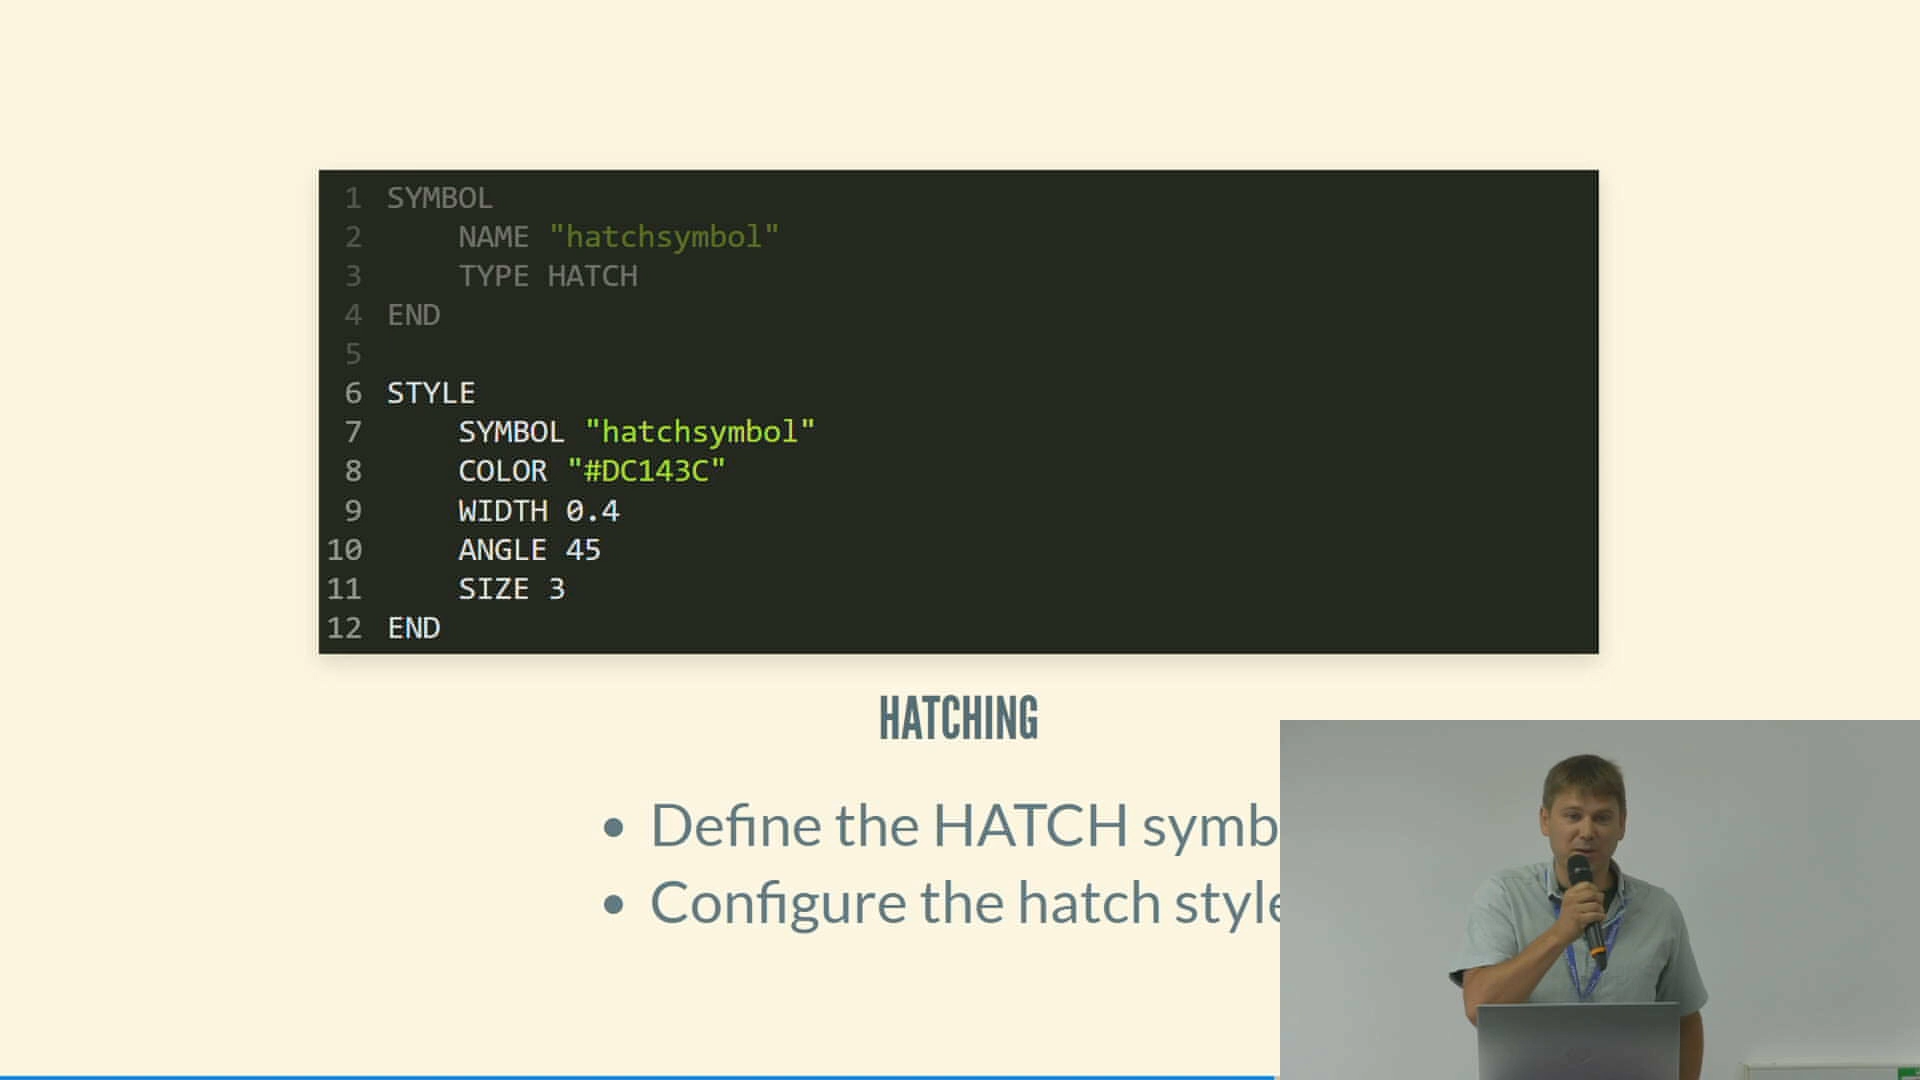 1 SYMBOL
2 NAME "hatchsymbol"
3 TYPE HATCH
4 END
5
6 STYLE
7 SYMBOL "hatchsymbol"
8 COLOR "#DC143C"
9 WIDTH 0.4
10 ANGLE 45
11 SIZE 3
12 END
HATCHING
• Define the HATCH symb
• Configure the hatch style